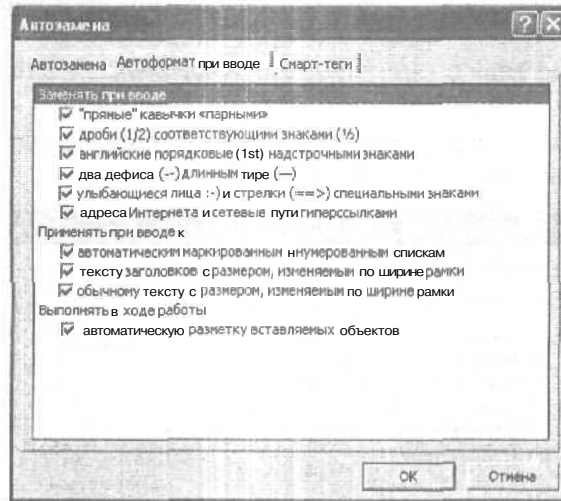 Автозамена
Автозамена Автоформат при вводе Смарт-теги
Заменять при вводе
"прямые" кавычки «парными»
дроби (1/2) соответствующими знаками (½)
английские порядковые (1st) надстрочными знаками
два дефиса (--) длинным тире (—)
улыбающиеся лица :-) и стрелки (==>) специальными знаками
адреса Интернета и сетевые пути гиперссылками
Применять при вводе к
автоматическим маркированным н нумерованным спискам
тексту заголовков с размером, изменяемым по ширине рамки
обычному тексту с размером, изменяемым по ширине рамки
Выполнять в ходе работы
автоматическую разметку вставляемых объектов
ОК Отмена